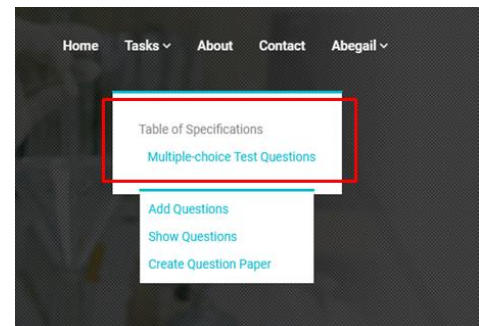 Home Tasks About Contact Abegail
Table of Specifications
Multiple-choice Test Questions
Add Questions
Show Questions
Create Question Paper